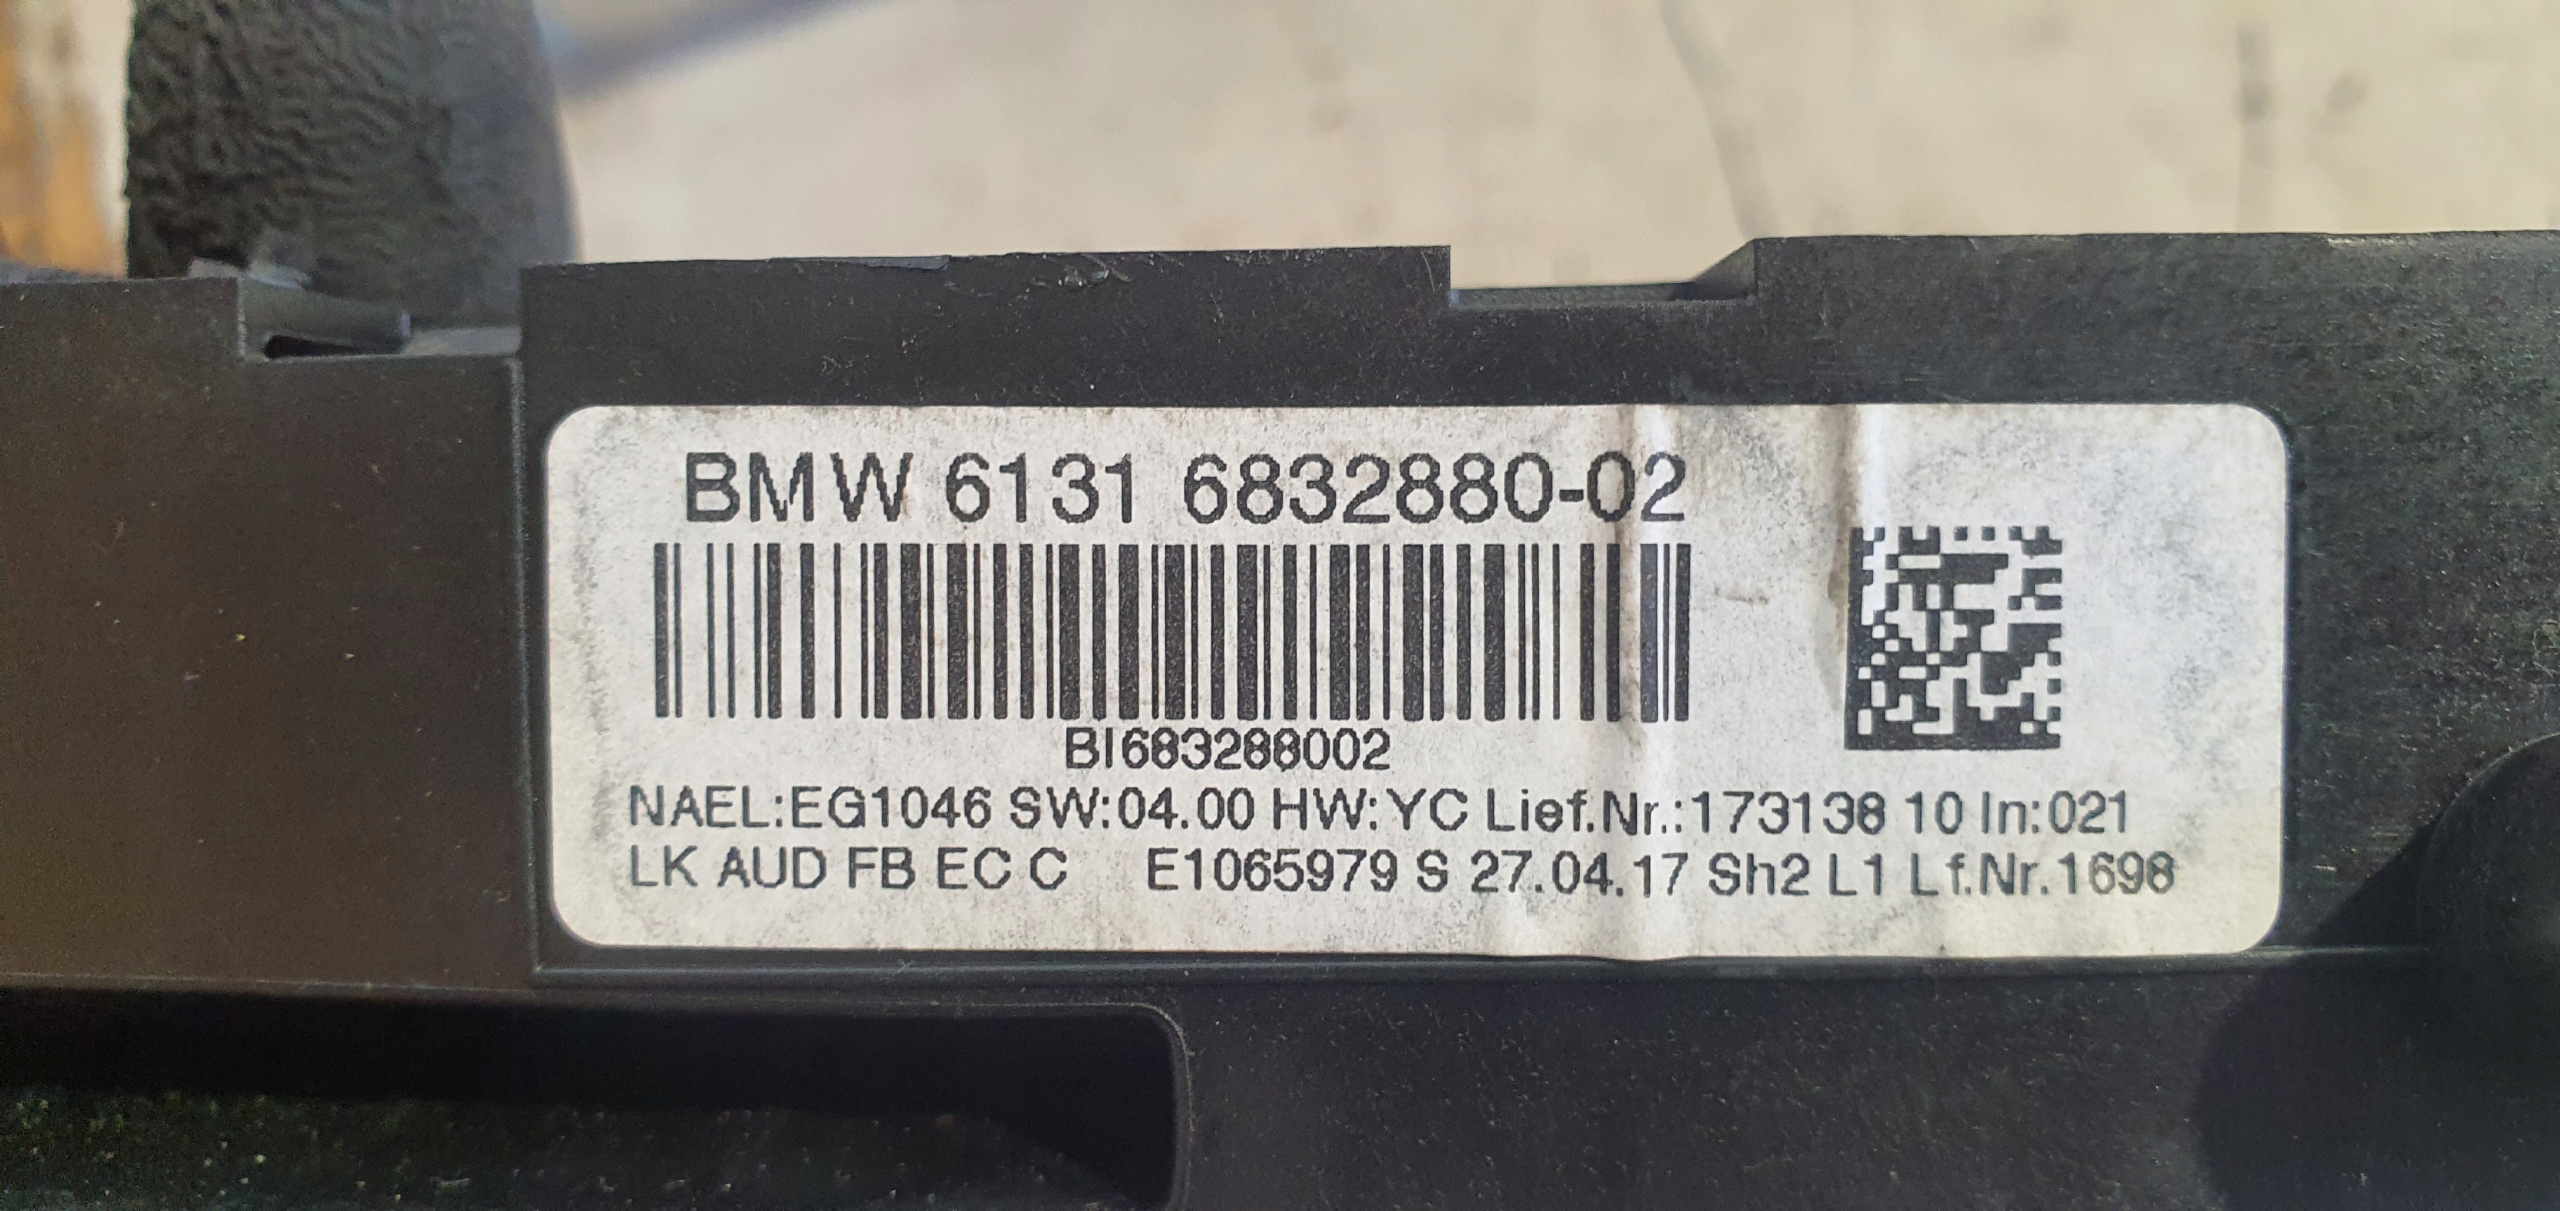 BMW 6131 6832880-02
BI683288002
NAEL:EG1046 SW:04.00 HW:YC Lief.Nr.:173138 10 In:021
LK AUD FB EC C E1065979 S 27.04.17 Sh2 L1 Lf.Nr.1698